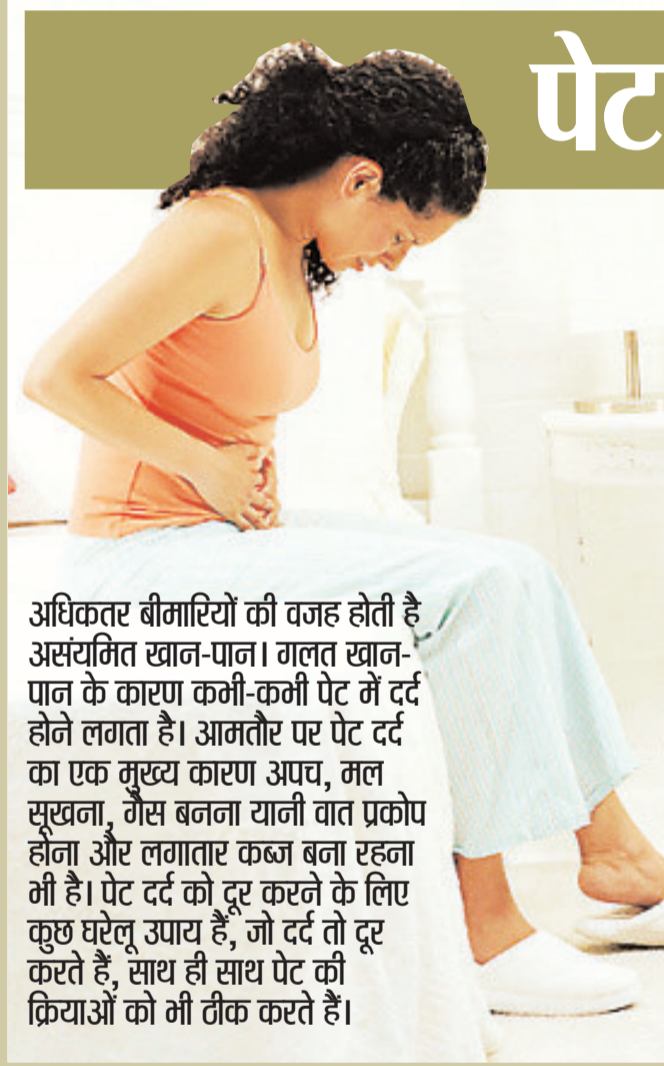 पेट
अधिकतर बीमारियों की वजह होती है
असंयमित खान-पान। गलत खान-
पान के कारण कभी-कभी पेट में दर्द
होने लगता है। आमतौर पर पेट दर्द
का एक मुख्य कारण अपच, मल
सूखना, गैस बनना यानी वात प्रकोप
होना और लगातार कब्ज बना रहना
भी है। पेट दर्द को दूर करने के लिए
कुछ घरेलू उपाय हैं, जो दर्द तो दूर
करते हैं, साथ ही साथ पेट की
क्रियाओं को भी ठीक करते हैं।